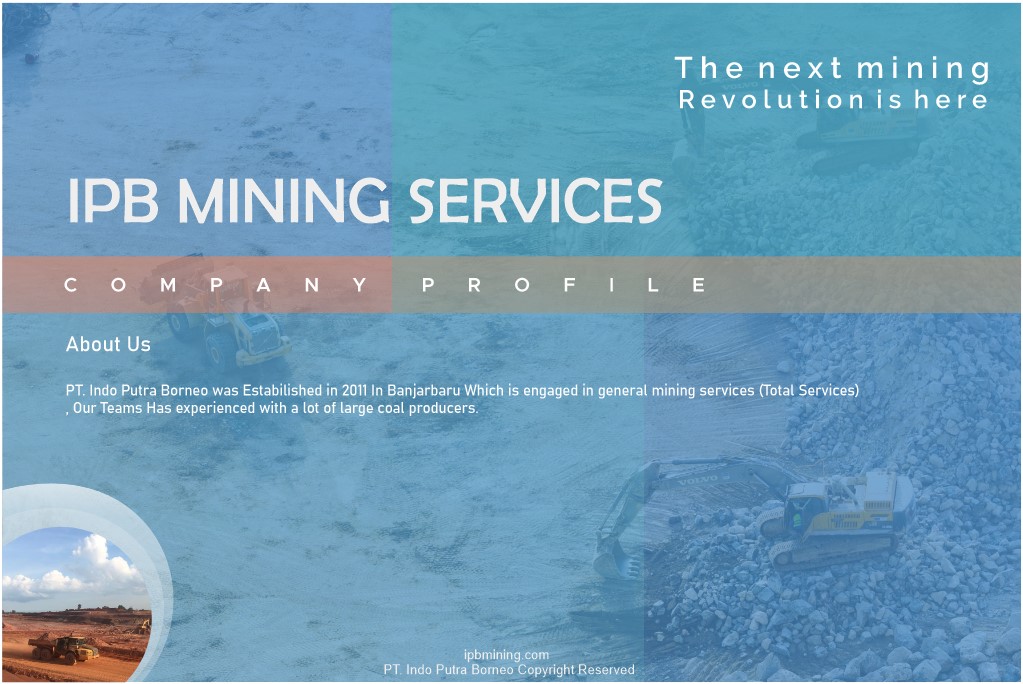 The next mining
Revolution is here
IPB MINING SERVICES
COMPANY PROFILE
About Us
PT. Indo Putra Borneo was Estabilished in 2011 In Banjarbaru Which is engaged in general mining services (Total Services)
, Our Teams Has experienced with a lot of large coal producers.
VOLVO
ipbmining.com
PT. Indo Putra Borneo Copyright Reserved